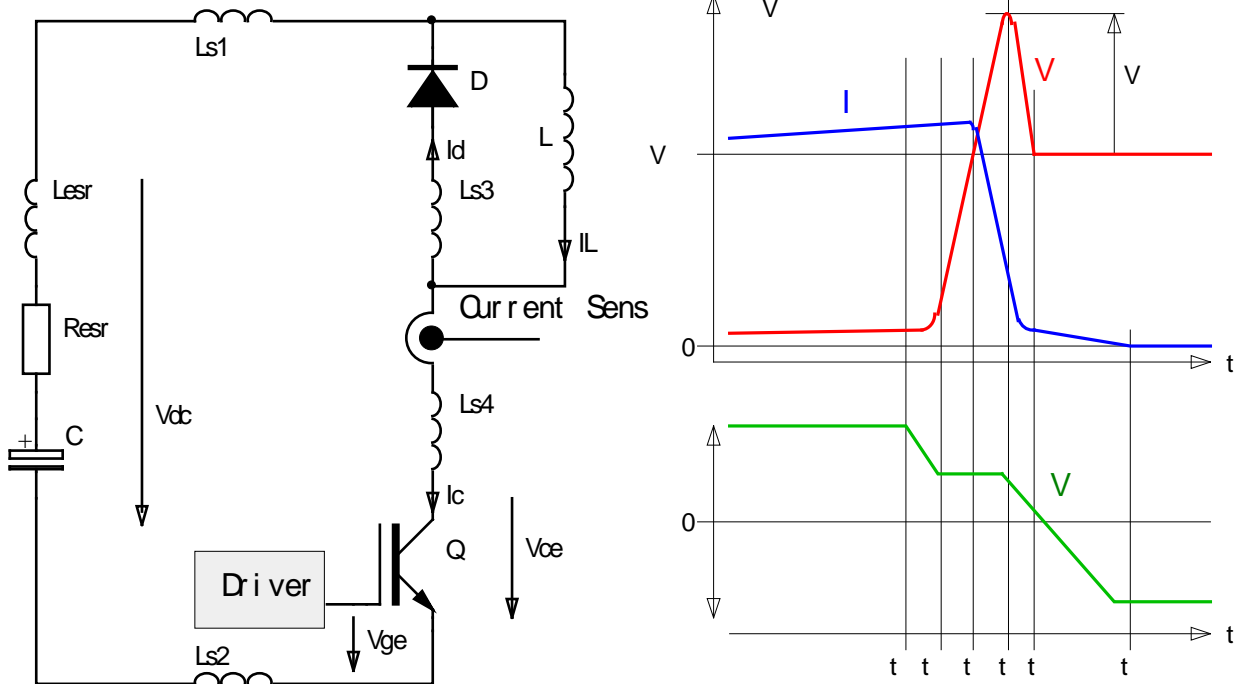 Ls1
D
Id
L
Lesr
Ls3
IL
Current Sens
Resr
Vdc
Ls4
+
C
Ic
Q
Vce
Driver
Vge
Ls2
V
I
V
V
V
0
t
V
0
t
t t t t t t